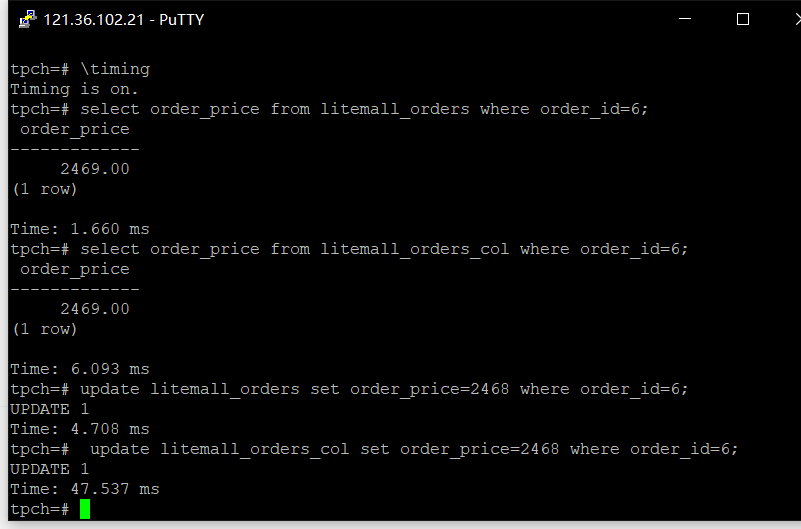 121.36.102.21 - PuTTY
tpch=# \timing
Timing is on.
tpch=# select order_price from litemall_orders where order_id=6;
 order_price
-------------
     2469.00
(1 row)

Time: 1.660 ms
tpch=# select order_price from litemall_orders_col where order_id=6;
 order_price
-------------
     2469.00
(1 row)

Time: 6.093 ms
tpch=# update litemall_orders set order_price=2468 where order_id=6;
UPDATE 1
Time: 4.708 ms
tpch=#  update litemall_orders_col set order_price=2468 where order_id=6;
UPDATE 1
Time: 47.537 ms
tpch=#